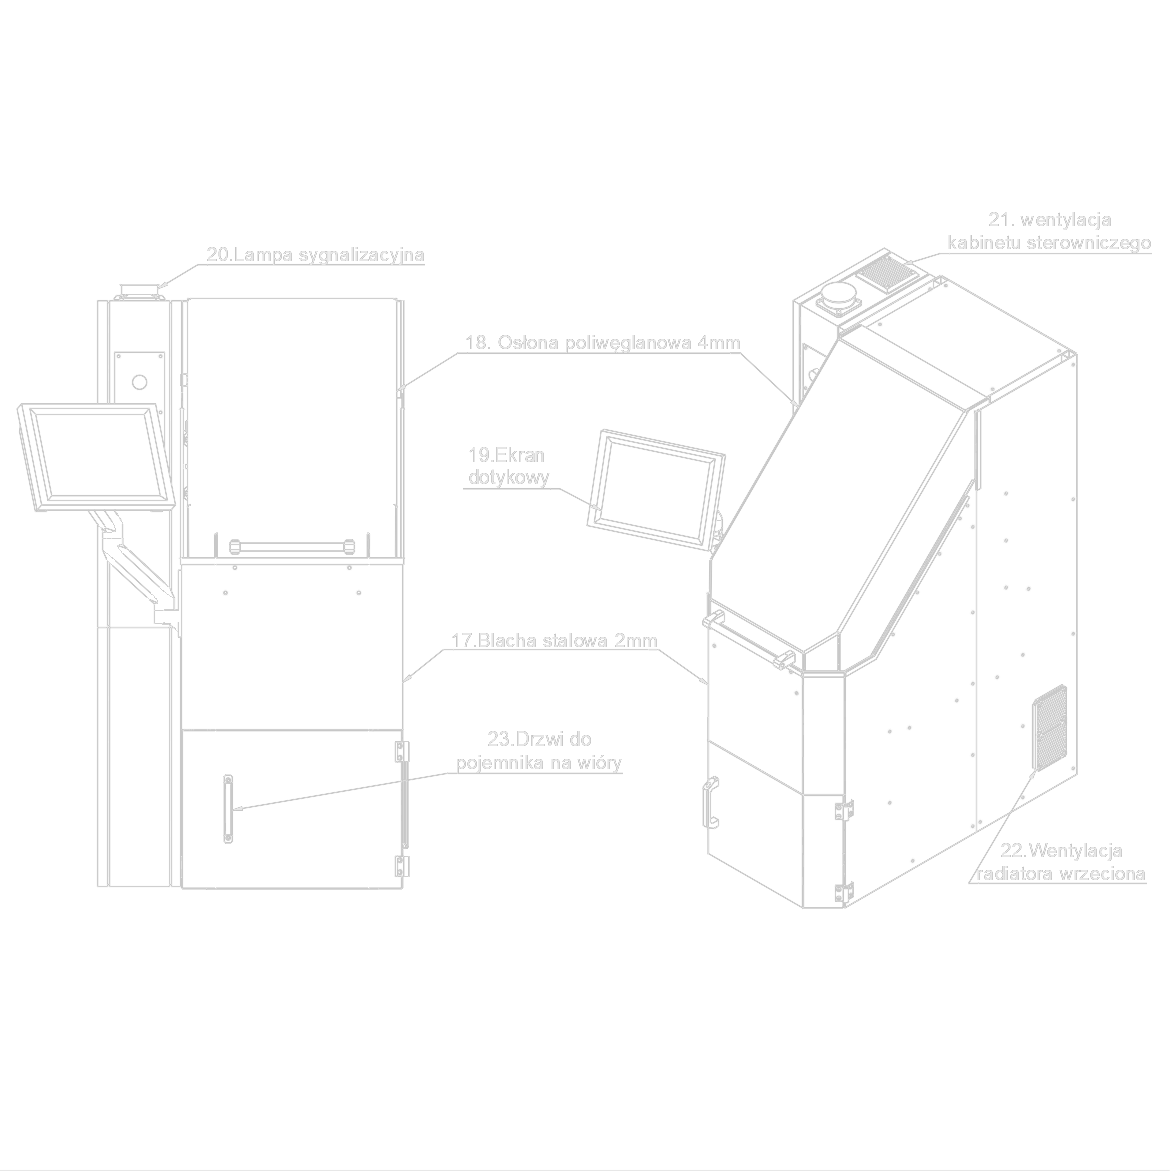 21. wentylacja
kabinetu sterowniczego
20.Lampa sygnalizacyjna
18. Osłona poliwęglanowa 4mm
19.Ekran
dotykowy
17.Blacha stalowa 2mm
23.Drzwi do
pojemnika na wióry
22.Wentylacja
radiatora wrzeciona